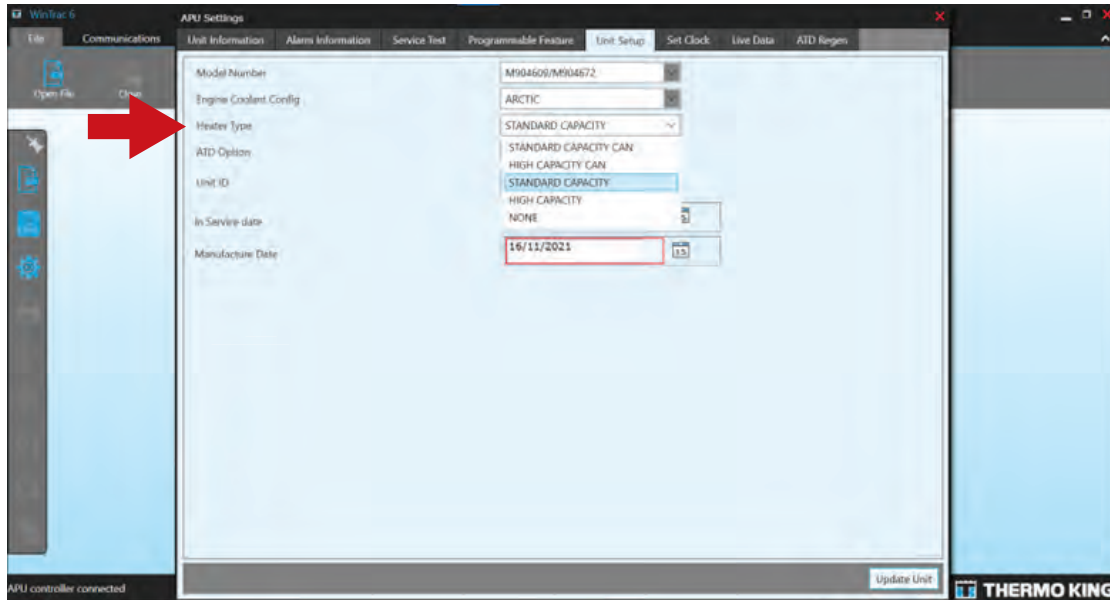 WinTrac 6
APU Settings
File Communications
Unit Information Alarm Information Service Test Programmable Feature Unit Setup Set Clock Live Data ATD Regen
Open File Close
Model Number M904609/M904672
Engine Coolant Config ARCTIC
Heater Type STANDARD CAPACITY
ATD Option STANDARD CAPACITY CAN
HIGH CAPACITY CAN
Unit ID STANDARD CAPACITY
HIGH CAPACITY
In Service date NONE
Manufacture Date 16/11/2021
15
Update Unit
APU controller connected
THERMO KING